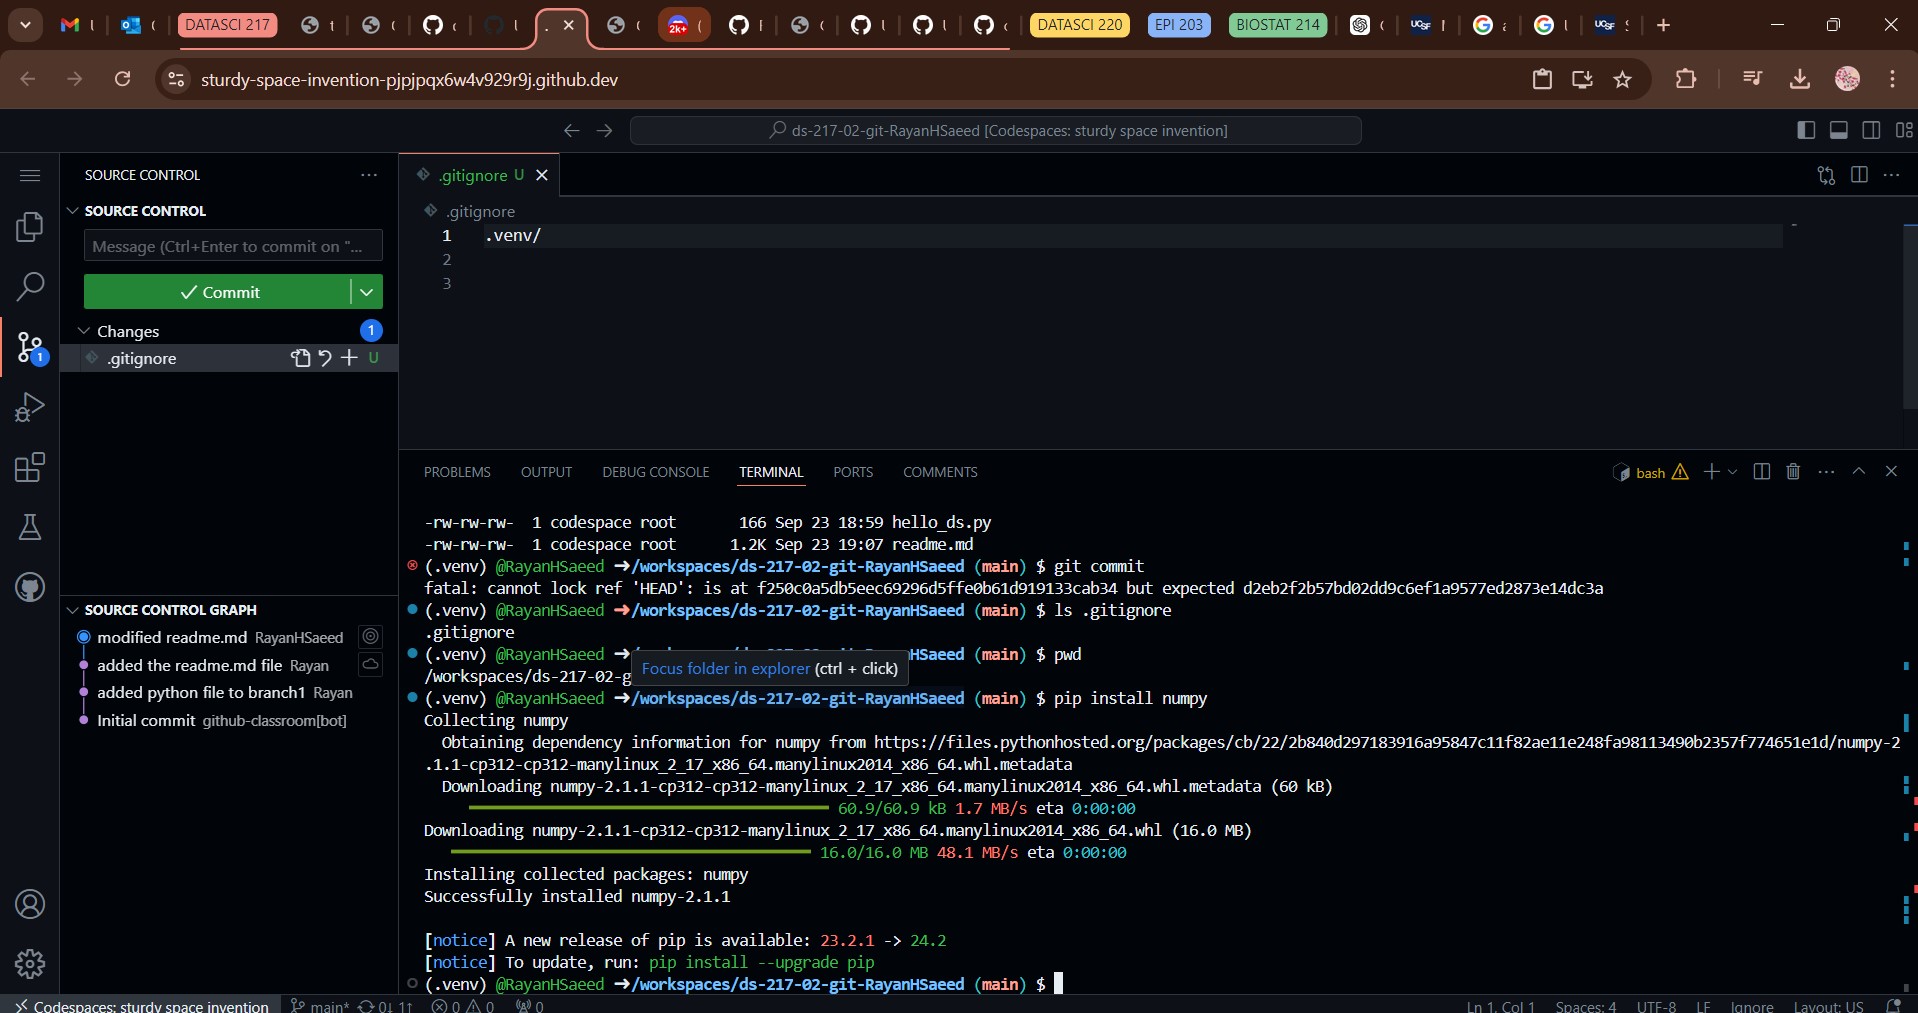 DATASCI 217
2k+
DATASCI 220
EPI 203
BIOSTAT 214
sturdy-space-invention-pjpjpqx6w4v929r9j.github.dev
ds-217-02-git-RayanHSaeed [Codespaces: sturdy space invention]
SOURCE CONTROL
.gitignore U
SOURCE CONTROL
.gitignore
Message (Ctrl+Enter to commit on "...
1 .venv/
2
3
Commit
Changes 1
.gitignore U
1
PROBLEMS OUTPUT DEBUG CONSOLE TERMINAL PORTS COMMENTS
bash
-rw-rw-rw- 1 codespace root 166 Sep 23 18:59 hello_ds.py
-rw-rw-rw- 1 codespace root 1.2K Sep 23 19:07 readme.md
(.venv) @RayanHSaeed ➜/workspaces/ds-217-02-git-RayanHSaeed (main) $ git commit
fatal: cannot lock ref 'HEAD': is at f250c0a5db5eec69296d5ffe0b61d919133cab34 but expected d2eb2f2b57bd02dd9c6ef1a9577ed2873e14dc3a
(.venv) @RayanHSaeed ➜/workspaces/ds-217-02-git-RayanHSaeed (main) $ ls .gitignore
.gitignore
(.venv) @RayanHSaeed ➜ HSaeed (main) $ pwd
Focus folder in explorer (ctrl + click)
/workspaces/ds-217-02-g
(.venv) @RayanHSaeed ➜/workspaces/ds-217-02-git-RayanHSaeed (main) $ pip install numpy
Collecting numpy
Obtaining dependency information for numpy from https://files.pythonhosted.org/packages/cb/22/2b840d297183916a95847c11f82ae11e248fa98113490b2357f774651e1d/numpy-2
.1.1-cp312-cp312-manylinux_2_17_x86_64.manylinux2014_x86_64.whl.metadata
Downloading numpy-2.1.1-cp312-cp312-manylinux_2_17_x86_64.manylinux2014_x86_64.whl.metadata (60 kB)
60.9/60.9 kB 1.7 MB/s eta 0:00:00
Downloading numpy-2.1.1-cp312-cp312-manylinux_2_17_x86_64.manylinux2014_x86_64.whl (16.0 MB)
16.0/16.0 MB 48.1 MB/s eta 0:00:00
Installing collected packages: numpy
Successfully installed numpy-2.1.1
[notice] A new release of pip is available: 23.2.1 -> 24.2
[notice] To update, run: pip install --upgrade pip
(.venv) @RayanHSaeed ➜/workspaces/ds-217-02-git-RayanHSaeed (main) $
SOURCE CONTROL GRAPH
modified readme.md RayanHSaeed
added the readme.md file Rayan
added python file to branch1 Rayan
Initial commit github-classroom[bot]
Codespaces: sturdy space invention main* 0↓ 1↑ 0 0 0
Ln 1, Col 1 Spaces: 4 UTF-8 LF Ignore Layout: US